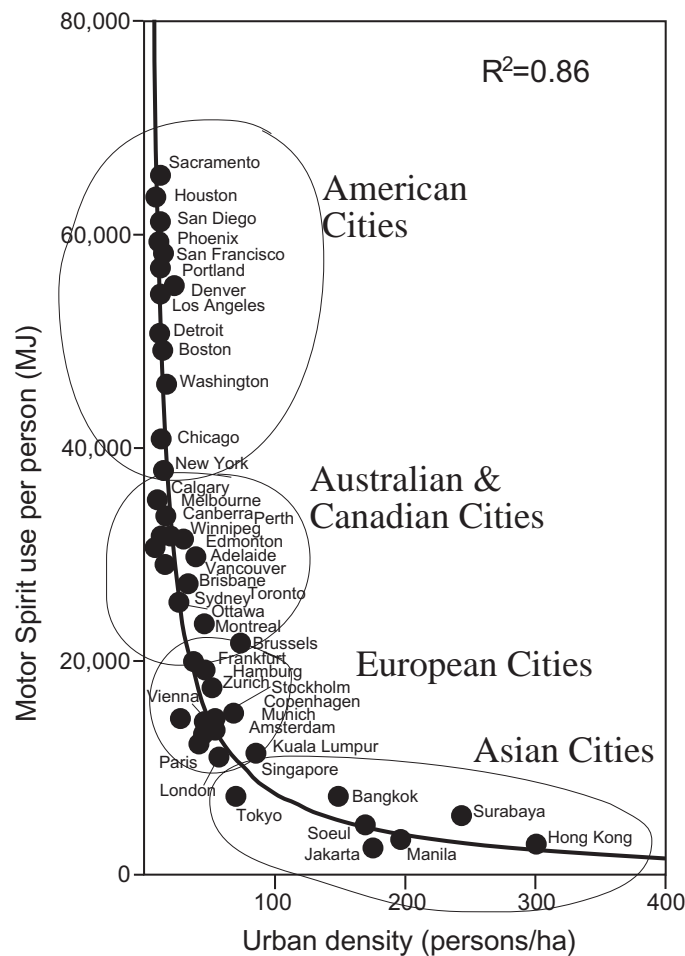 80,000
R²=0.86
Sacramento
American
Cities
Houston
San Diego
60,000
Phoenix
San Francisco
Portland
Denver
Los Angeles
Detroit
Boston
Washington
Chicago
40,000
New York
Australian &
Canadian Cities
Calgary
Melbourne
Canberra
Perth
Winnipeg
Edmonton
Adelaide
Vancouver
Brisbane
Sydney
Toronto
Ottawa
Montreal
Brussels
20,000
Frankfurt
European Cities
Hamburg
Zurich
Stockholm
Vienna
Copenhagen
Munich
Amsterdam
Kuala Lumpur
Asian Cities
Paris
Singapore
London
Bangkok
Tokyo
Surabaya
Soeul
Hong Kong
Jakarta
Manila
0
100
200
300
400
Urban density (persons/ha)
Motor Spirit use per person (MJ)